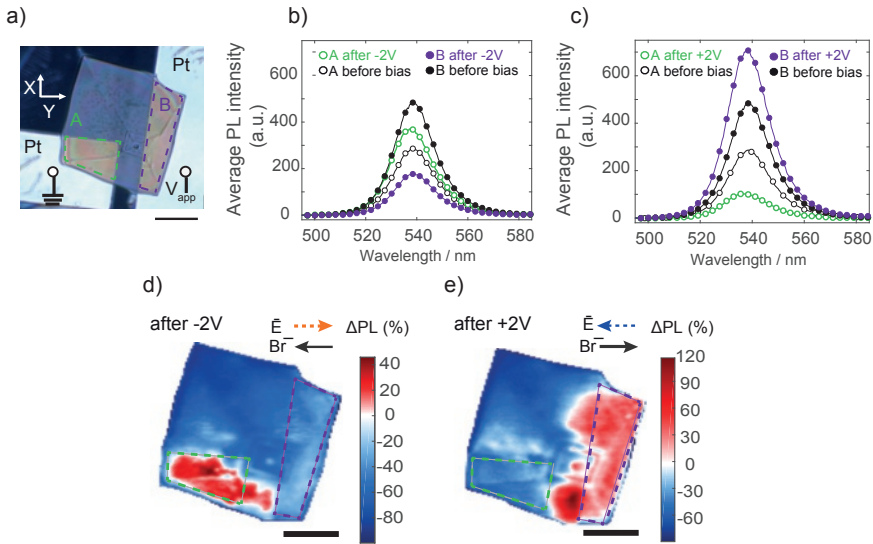 a)
Pt
X
Y
A
B
Pt
V app
b)
Average PL intensity
(a.u.)
A after -2V
B after -2V
A before bias
B before bias
600
400
200
0
500
520
540
560
580
Wavelength / nm
c)
Average PL intensity
(a.u.)
A after +2V
B after +2V
A before bias
B before bias
600
400
200
0
500
520
540
560
580
Wavelength / nm
d)
after -2V
Ē
ΔPL (%)
Br⁻
40
20
0
-20
-40
-60
-80
e)
after +2V
Ē
ΔPL (%)
Br⁻
120
90
60
30
0
-30
-60